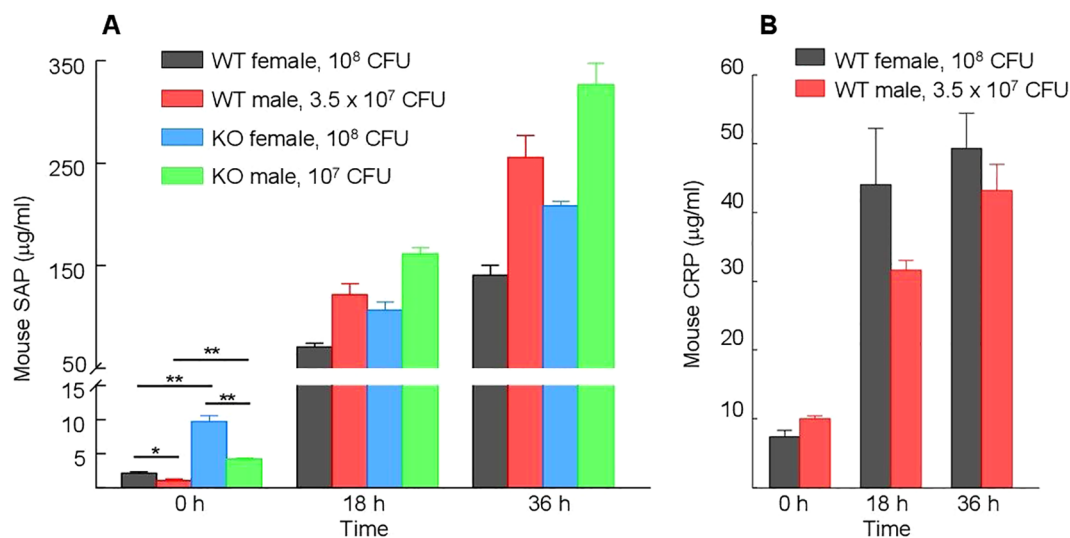 A
WT female, 10⁸ CFU
WT male, 3.5 x 10⁷ CFU
KO female, 10⁸ CFU
KO male, 10⁷ CFU
Mouse SAP (µg/ml)
350
250
150
50
15
10
5
**
**
**
*
0 h
18 h
36 h
Time
B
WT female, 10⁸ CFU
WT male, 3.5 x 10⁷ CFU
Mouse CRP (µg/ml)
60
50
40
30
20
10
0 h
18 h
36 h
Time